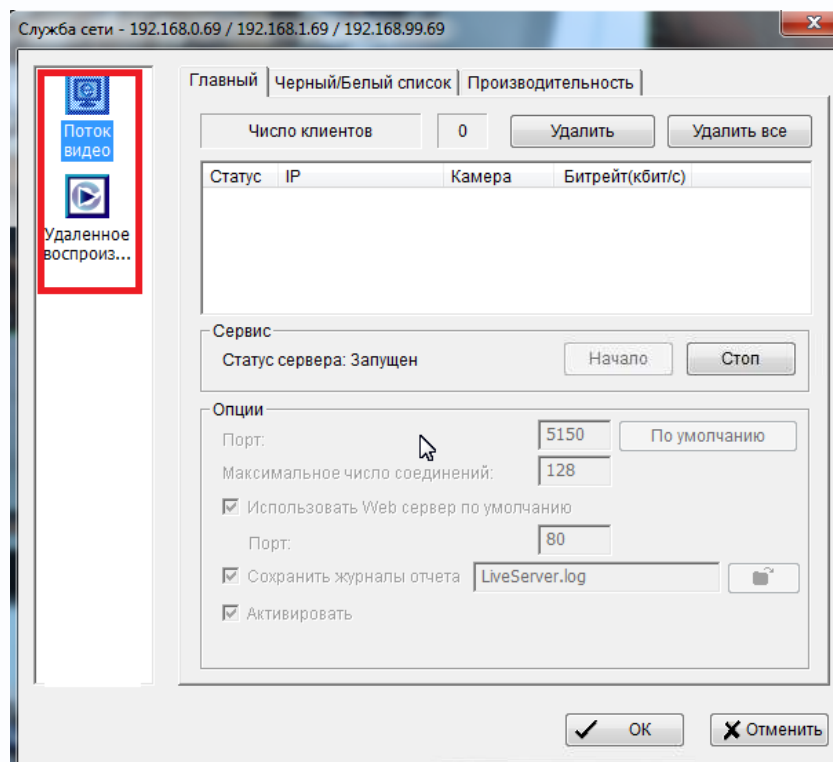 Служба сети - 192.168.0.69 / 192.168.1.69 / 192.168.99.69
Поток видео
Удаленное воспроиз...
Главный Черный/Белый список Производительность
Число клиентов 0 Удалить Удалить все
Статус IP Камера Битрейт(кбит/с)
Сервис
Статус сервера: Запущен Начало Стоп
Опции
Порт: 5150 По умолчанию
Максимальное число соединений: 128
Использовать Web сервер по умолчанию
Порт: 80
Сохранить журналы отчета LiveServer.log
Активировать
OK Отменить